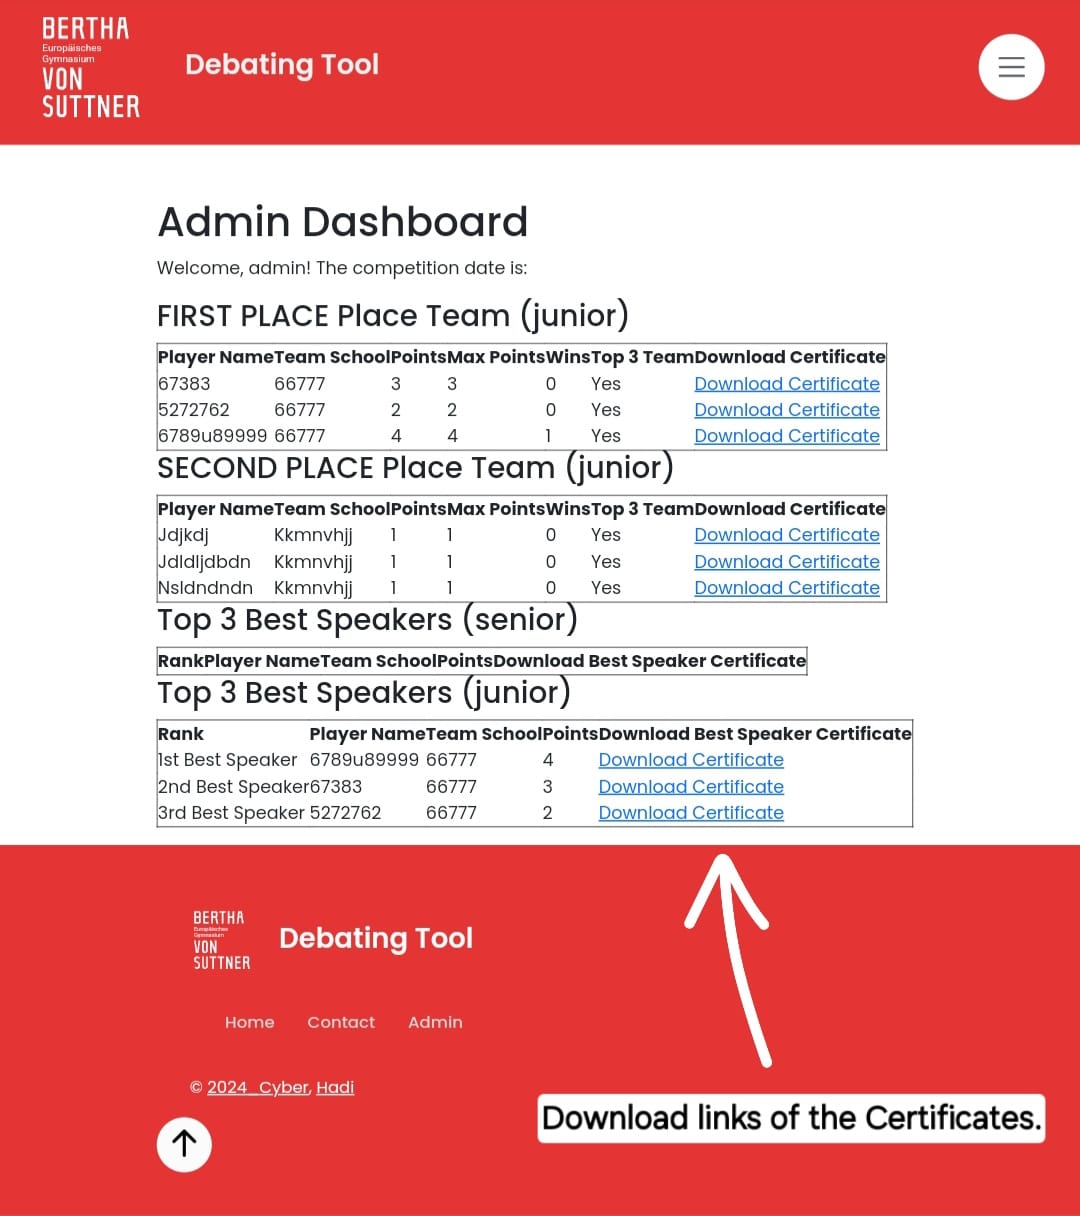 BERTHA
Europäisches
Gymnasium
VON
SUTTNER
Debating Tool
Admin Dashboard
Welcome, admin! The competition date is:
FIRST PLACE Place Team (junior)
Player Name Team School Points Max Points Wins Top 3 Team Download Certificate
67383 66777 3 3 0 Yes Download Certificate
5272762 66777 2 2 0 Yes Download Certificate
6789u89999 66777 4 4 1 Yes Download Certificate
SECOND PLACE Place Team (junior)
Player Name Team School Points Max Points Wins Top 3 Team Download Certificate
Jdjkdj Kkmnvhjj 1 1 0 Yes Download Certificate
Jdldljdbdn Kkmnvhjj 1 1 0 Yes Download Certificate
Nsldndndn Kkmnvhjj 1 1 0 Yes Download Certificate
Top 3 Best Speakers (senior)
Rank Player Name Team School Points Download Best Speaker Certificate
Top 3 Best Speakers (junior)
Rank Player Name Team School Points Download Best Speaker Certificate
1st Best Speaker 6789u89999 66777 4 Download Certificate
2nd Best Speaker 67383 66777 3 Download Certificate
3rd Best Speaker 5272762 66777 2 Download Certificate
BERTHA
Europäisches
Gymnasium
VON
SUTTNER
Debating Tool
Home Contact Admin
© 2024_Cyber, Hadi
Download links of the Certificates.